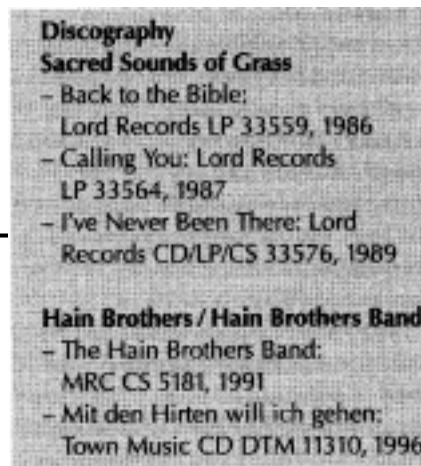 Discography
Sacred Sounds of Grass
– Back to the Bible:
Lord Records LP 33559, 1986
– Calling You: Lord Records
LP 33564, 1987
– I've Never Been There: Lord
Records CD/LP/CS 33576, 1989
Hain Brothers / Hain Brothers Band
– The Hain Brothers Band:
MRC CS 5181, 1991
– Mit den Hirten will ich gehen:
Town Music CD DTM 11310, 1996